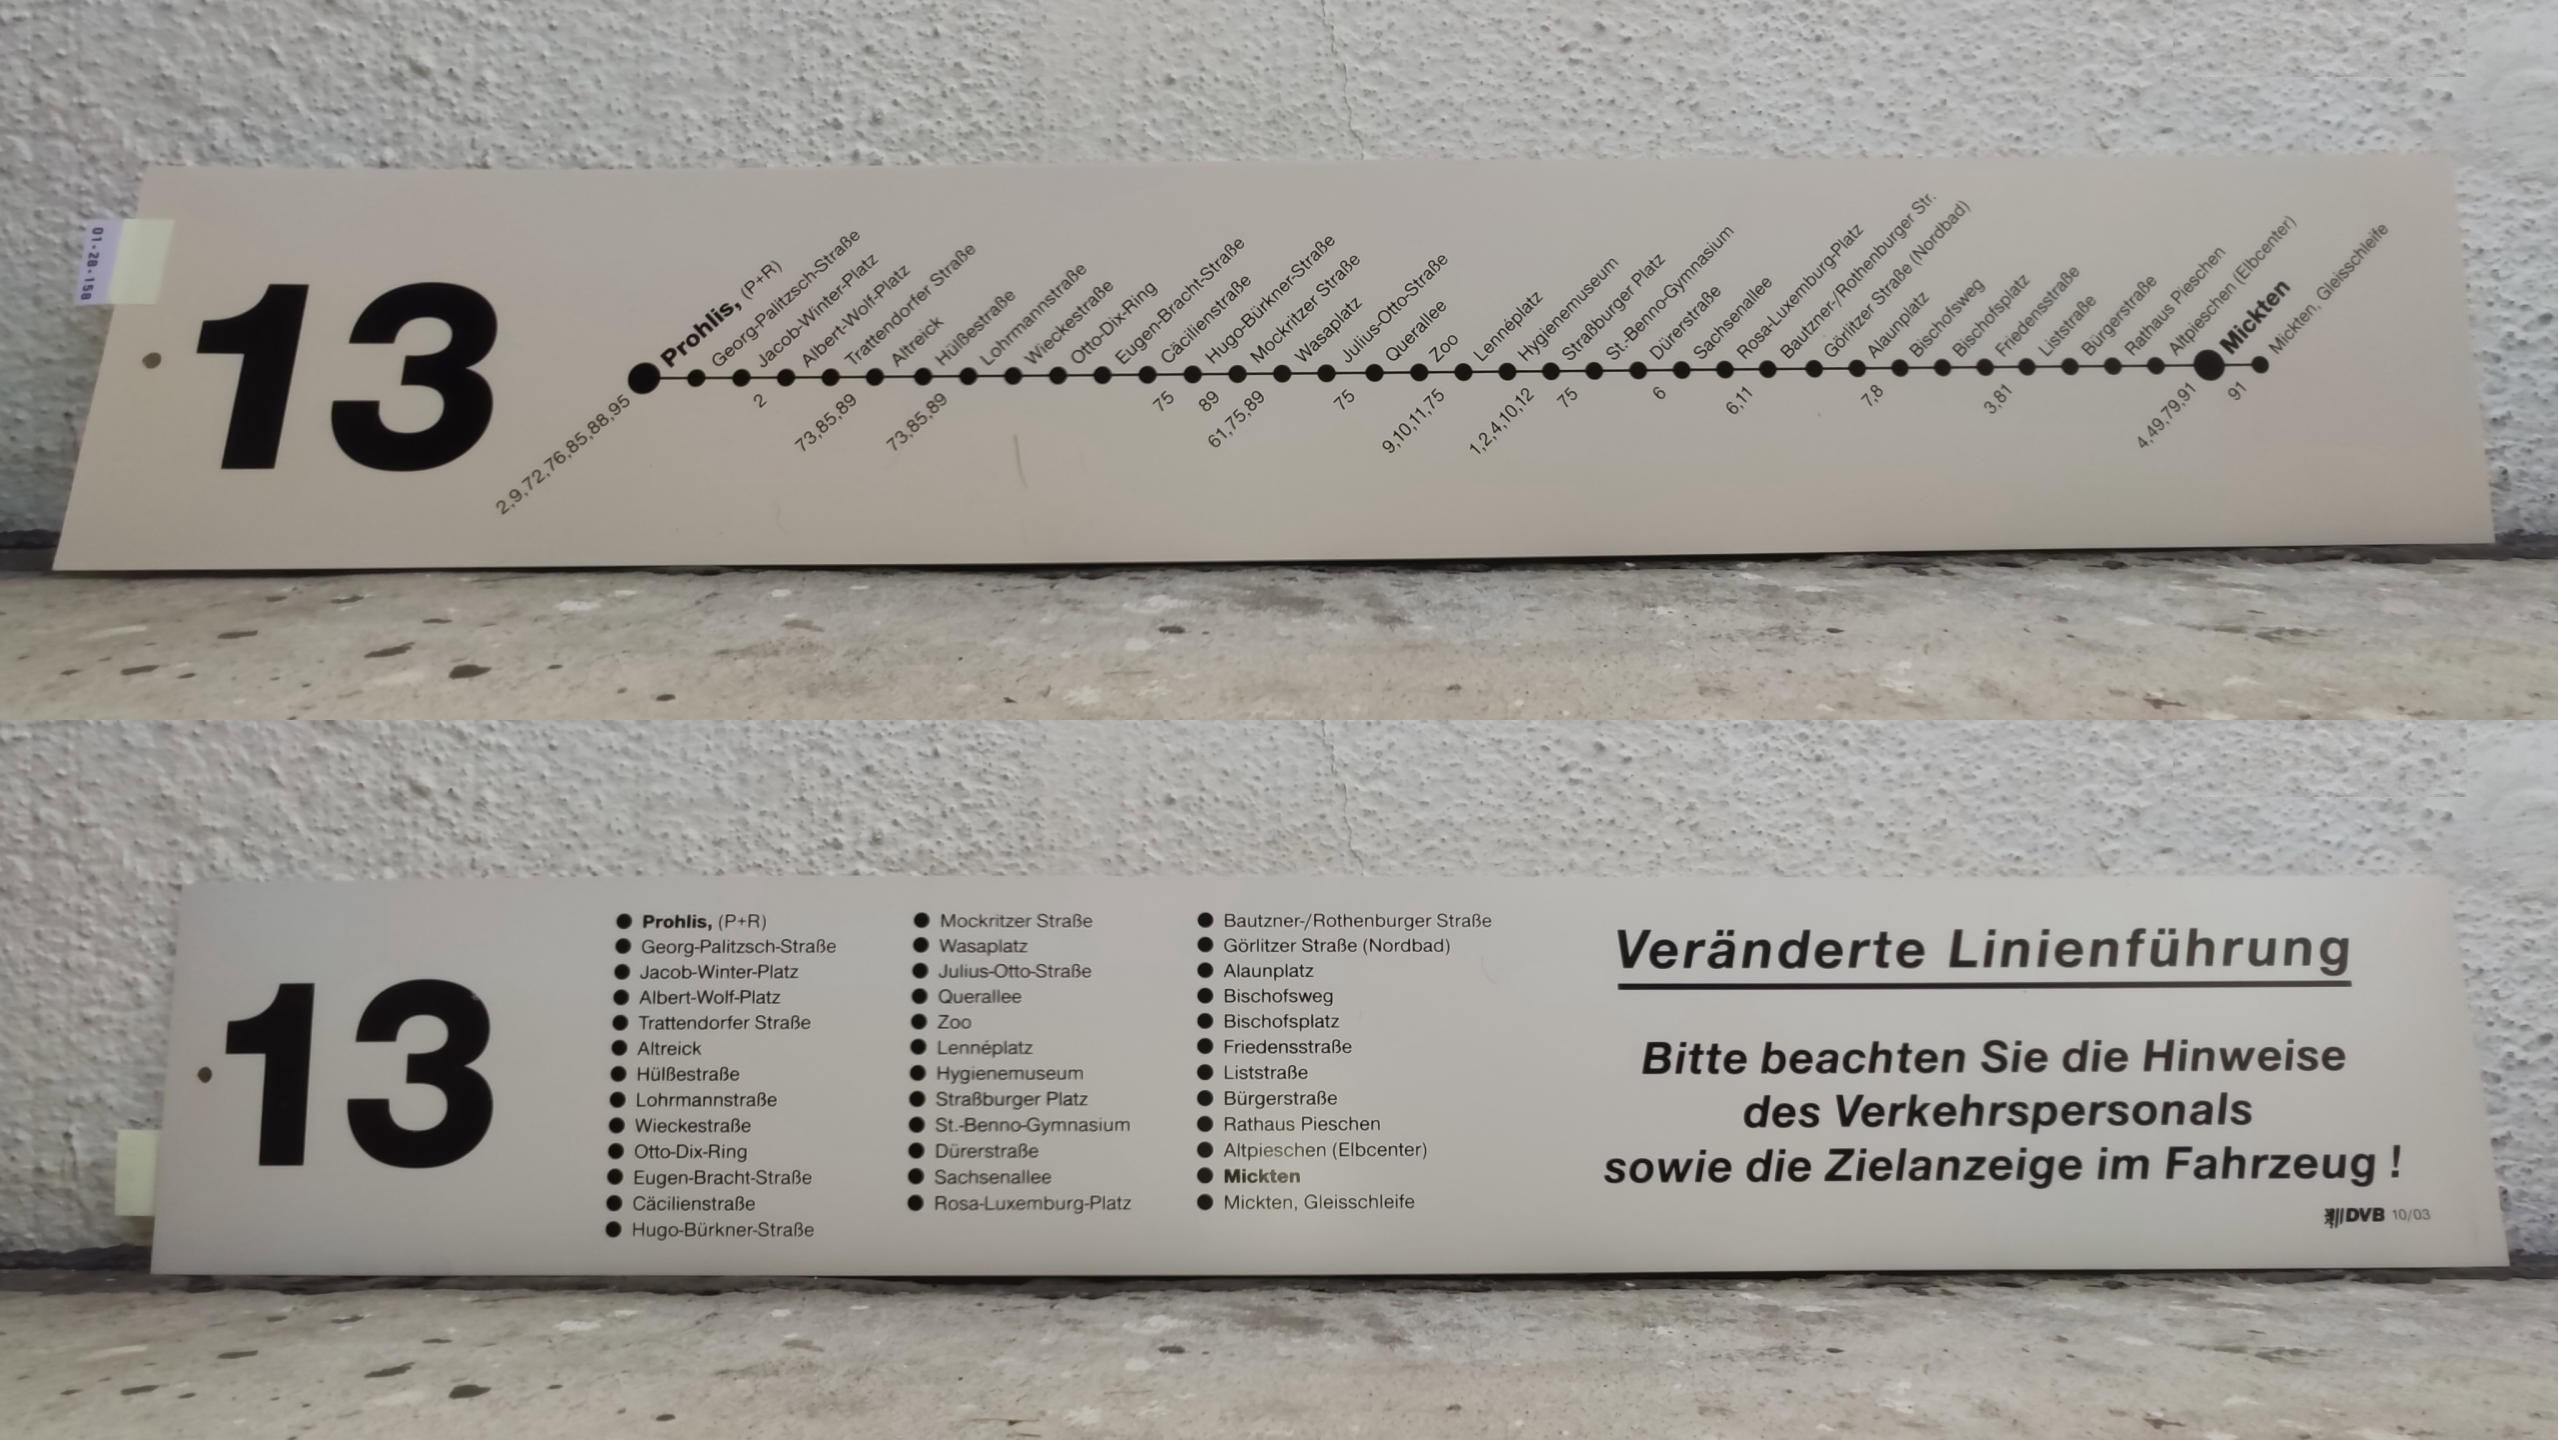 01-28-158
13
Prohlis, (P+R)
Georg-Palitzsch-Straße
Jacob-Winter-Platz
Albert-Wolf-Platz
Trattendorfer Straße
Altreick
Hülßestraße
Lohrmannstraße
Wieckestraße
Otto-Dix-Ring
Eugen-Bracht-Straße
Cäcilienstraße
Hugo-Bürkner-Straße
Mockritzer Straße
Wasaplatz
Julius-Otto-Straße
Querallee
Zoo
Lennéplatz
Hygienemuseum
Straßburger Platz
St.-Benno-Gymnasium
Dürerstraße
Sachsenallee
Rosa-Luxemburg-Platz
Bautzner-/Rothenburger Str.
Görlitzer Straße (Nordbad)
Alaunplatz
Bischofsweg
Bischofsplatz
Friedensstraße
Liststraße
Bürgerstraße
Rathaus Pieschen
Altpieschen (Elbcenter)
Mickten
Mickten, Gleisschleife
2,9,72,76,85,88,95
2
73,85,89
73,85,89
75
89
61,75,89
75
9,10,11,75
1,2,4,10,12
75
6
6,11
7,8
3,81
4,49,79,91
91
13
Prohlis, (P+R)
Georg-Palitzsch-Straße
Jacob-Winter-Platz
Albert-Wolf-Platz
Trattendorfer Straße
Altreick
Hülßestraße
Lohrmannstraße
Wieckestraße
Otto-Dix-Ring
Eugen-Bracht-Straße
Cäcilienstraße
Hugo-Bürkner-Straße
Mockritzer Straße
Wasaplatz
Julius-Otto-Straße
Querallee
Zoo
Lennéplatz
Hygienemuseum
Straßburger Platz
St.-Benno-Gymnasium
Dürerstraße
Sachsenallee
Rosa-Luxemburg-Platz
Bautzner-/Rothenburger Straße
Görlitzer Straße (Nordbad)
Alaunplatz
Bischofsweg
Bischofsplatz
Friedensstraße
Liststraße
Bürgerstraße
Rathaus Pieschen
Altpieschen (Elbcenter)
Mickten
Mickten, Gleisschleife
Veränderte Linienführung
Bitte beachten Sie die Hinweise
des Verkehrspersonals
sowie die Zielanzeige im Fahrzeug !
DVB 10/03